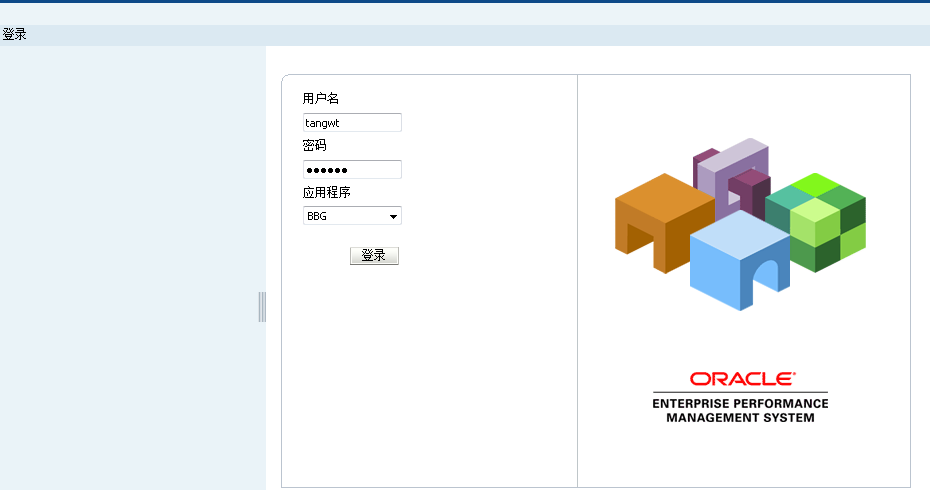 登录
用户名
tangwt
密码
••••••
应用程序
BBG
登录
ORACLE
ENTERPRISE PERFORMANCE
MANAGEMENT SYSTEM